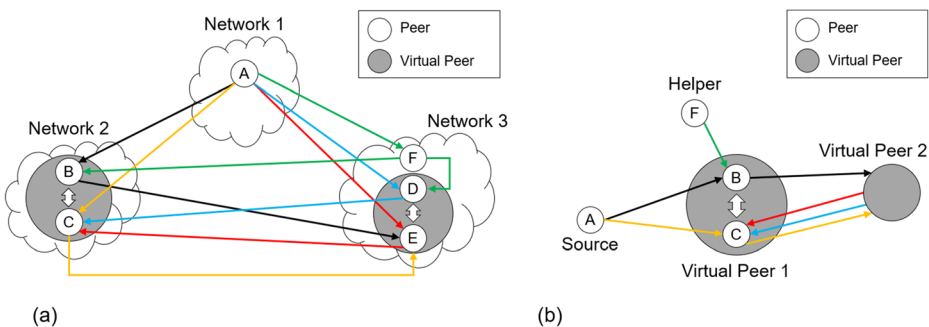 Network 1
Peer
Virtual Peer
A
Network 2
Network 3
B
C
F
D
E
(a)
Peer
Virtual Peer
Helper
F
Virtual Peer 2
B
A
Source
C
Virtual Peer 1
(b)